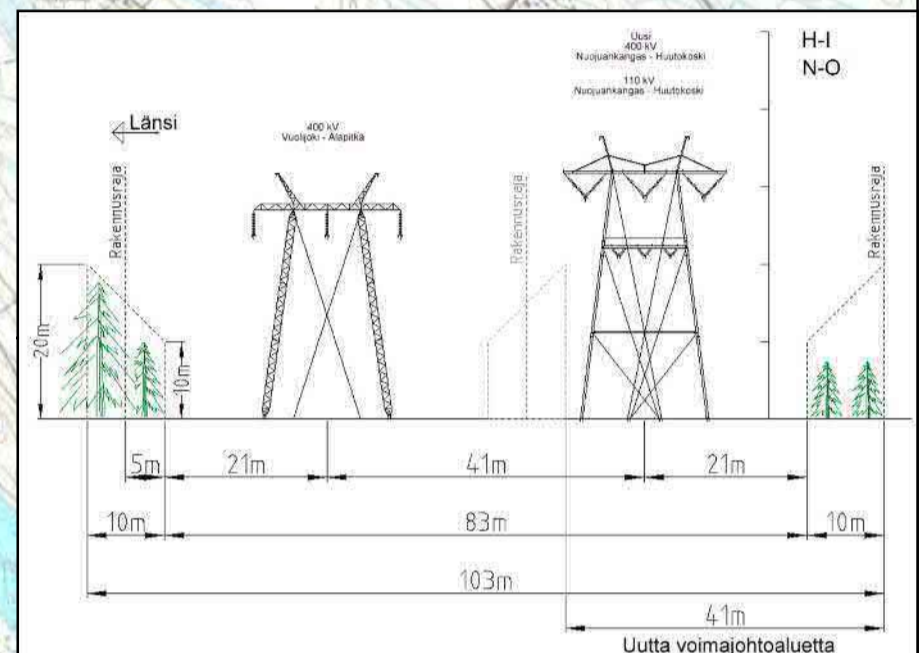 Uusi
400 kV
Nuojuankangas - Huutokoski
110 kV
Nuojuankangas - Huutokoski
H-I
N-O
Länsi
400 kV
Vuolijoki - Alapitkä
Rakennusraja
Rakennusraja
Rakennusraja
20m
10m
5m
21m
41m
21m
10m
83m
10m
103m
41m
Uutta voimajohtoaluetta